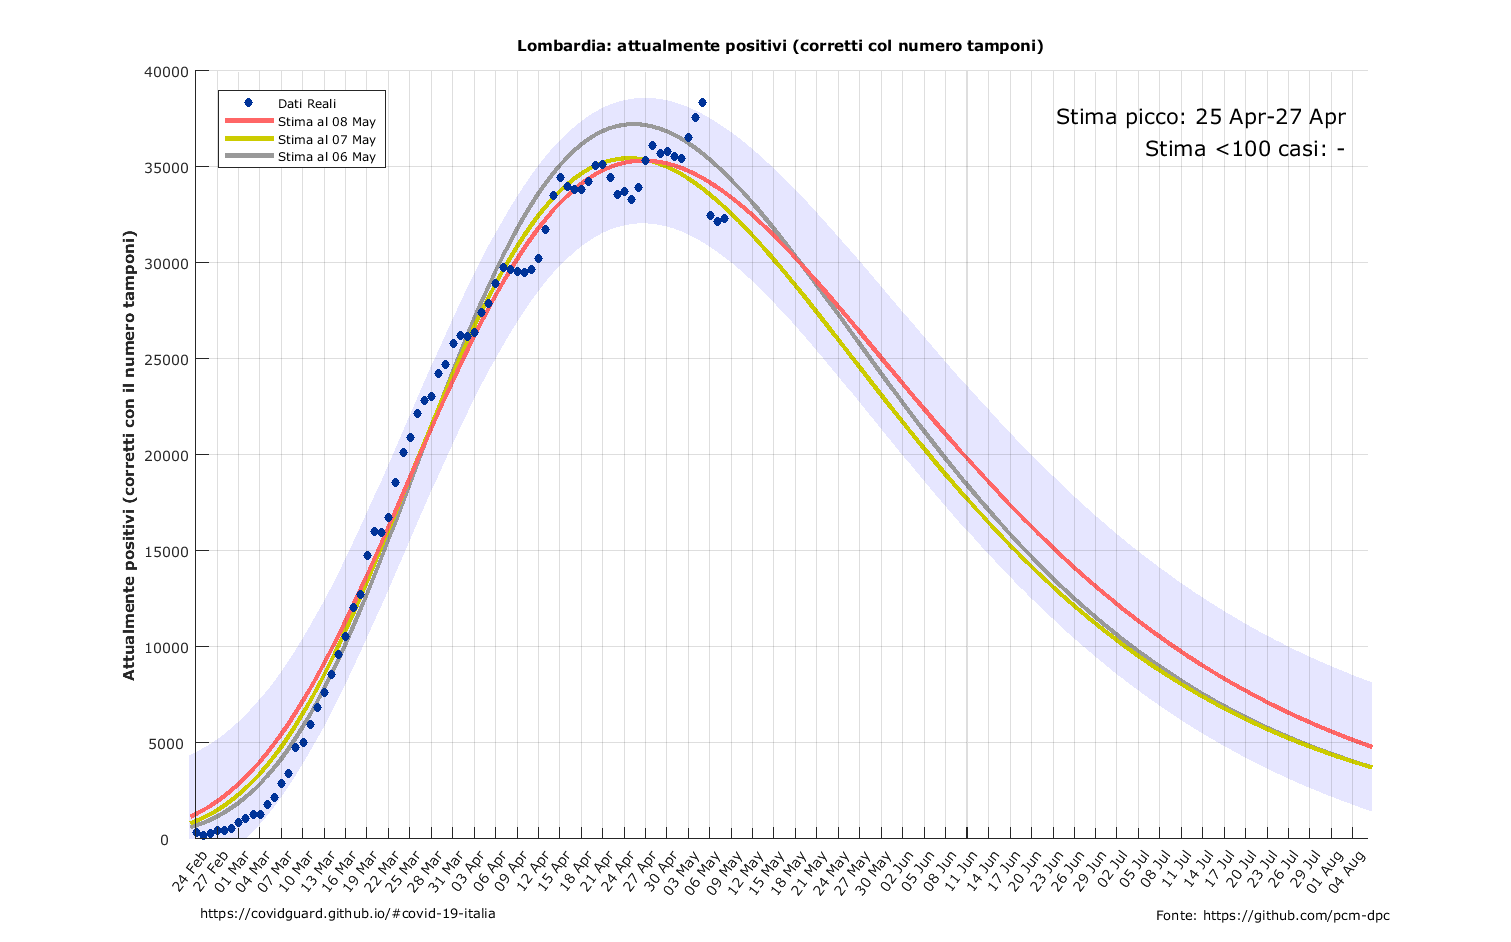 Lombardia: attualmente positivi (corretti col numero tamponi)
Dati Reali
Stima al 08 May
Stima al 07 May
Stima al 06 May
Stima picco: 25 Apr-27 Apr
Stima <100 casi: -
Attualmente positivi (corretti con il numero tamponi)
40000
35000
30000
25000
20000
15000
10000
5000
0
24 Feb
27 Feb
01 Mar
04 Mar
07 Mar
10 Mar
13 Mar
16 Mar
19 Mar
22 Mar
25 Mar
28 Mar
31 Mar
03 Apr
06 Apr
09 Apr
12 Apr
15 Apr
18 Apr
21 Apr
24 Apr
27 Apr
30 Apr
03 May
06 May
09 May
12 May
15 May
18 May
21 May
24 May
27 May
30 May
02 Jun
05 Jun
08 Jun
11 Jun
14 Jun
17 Jun
20 Jun
23 Jun
26 Jun
29 Jun
02 Jul
05 Jul
08 Jul
11 Jul
14 Jul
17 Jul
20 Jul
23 Jul
26 Jul
29 Jul
01 Aug
04 Aug
https://covidguard.github.io/#covid-19-italia
Fonte: https://github.com/pcm-dpc